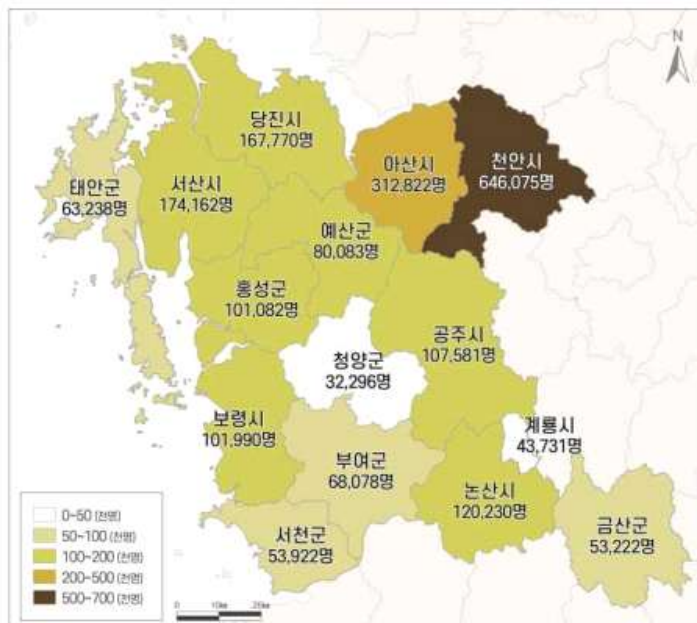 N
당진시
167,770명
아산시
312,822명
천안시
646,075명
태안군
63,238명
서산시
174,162명
예산군
80,083명
홍성군
101,082명
공주시
107,581명
청양군
32,296명
보령시
101,990명
계룡시
43,731명
부여군
68,078명
논산시
120,230명
서천군
53,922명
금산군
53,222명
0~50 (천명)
50~100 (천명)
100~200 (천명)
200~500 (천명)
500~700 (천명)
0 10㎞ 20㎞